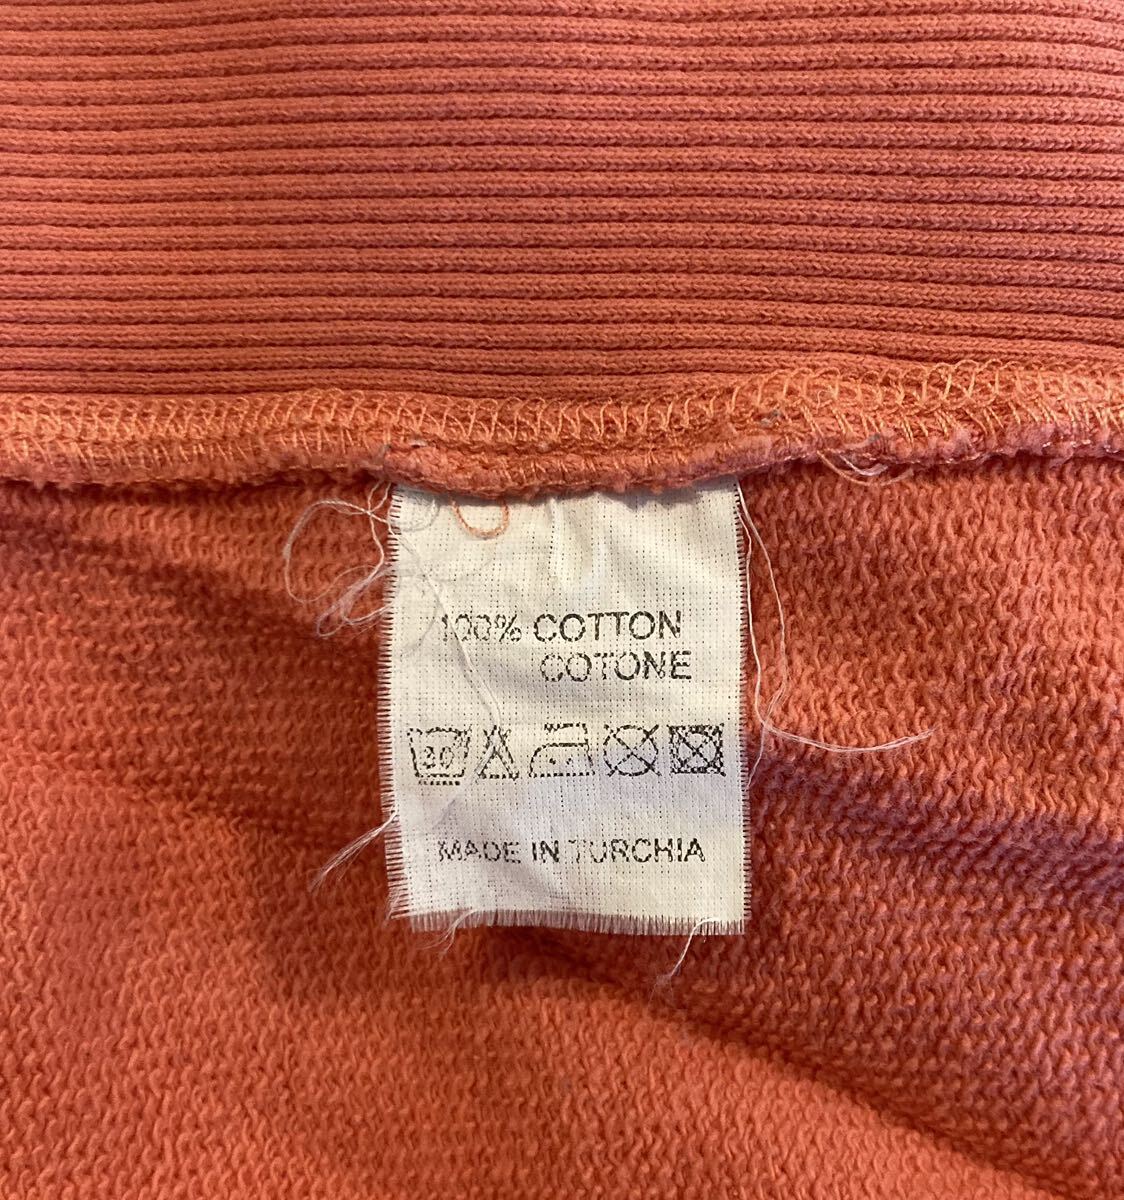 100% COTTON
COTONE
30
MADE IN TURCHIA